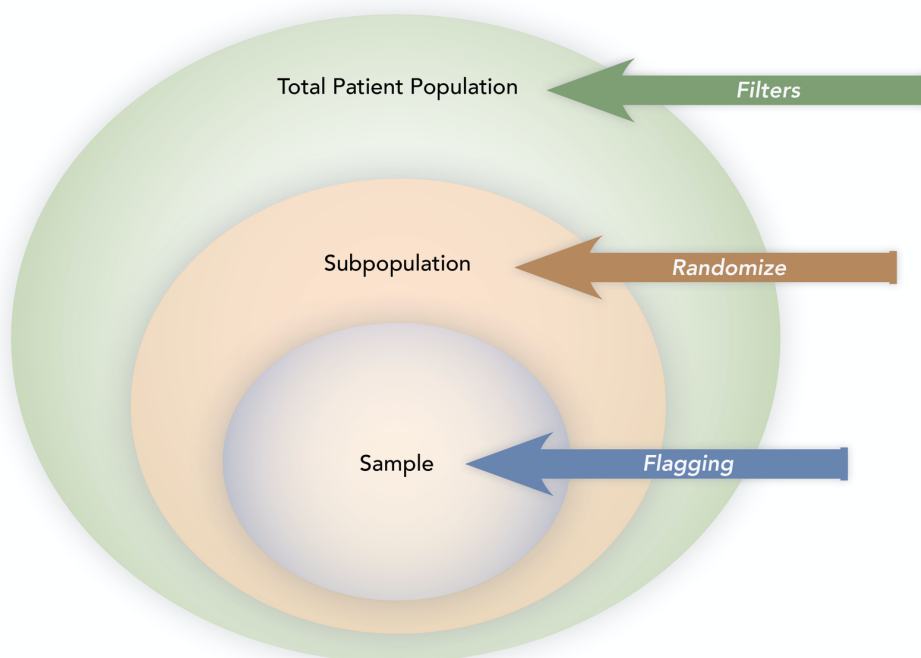 Total Patient Population
Filters
Subpopulation
Randomize
Sample
Flagging